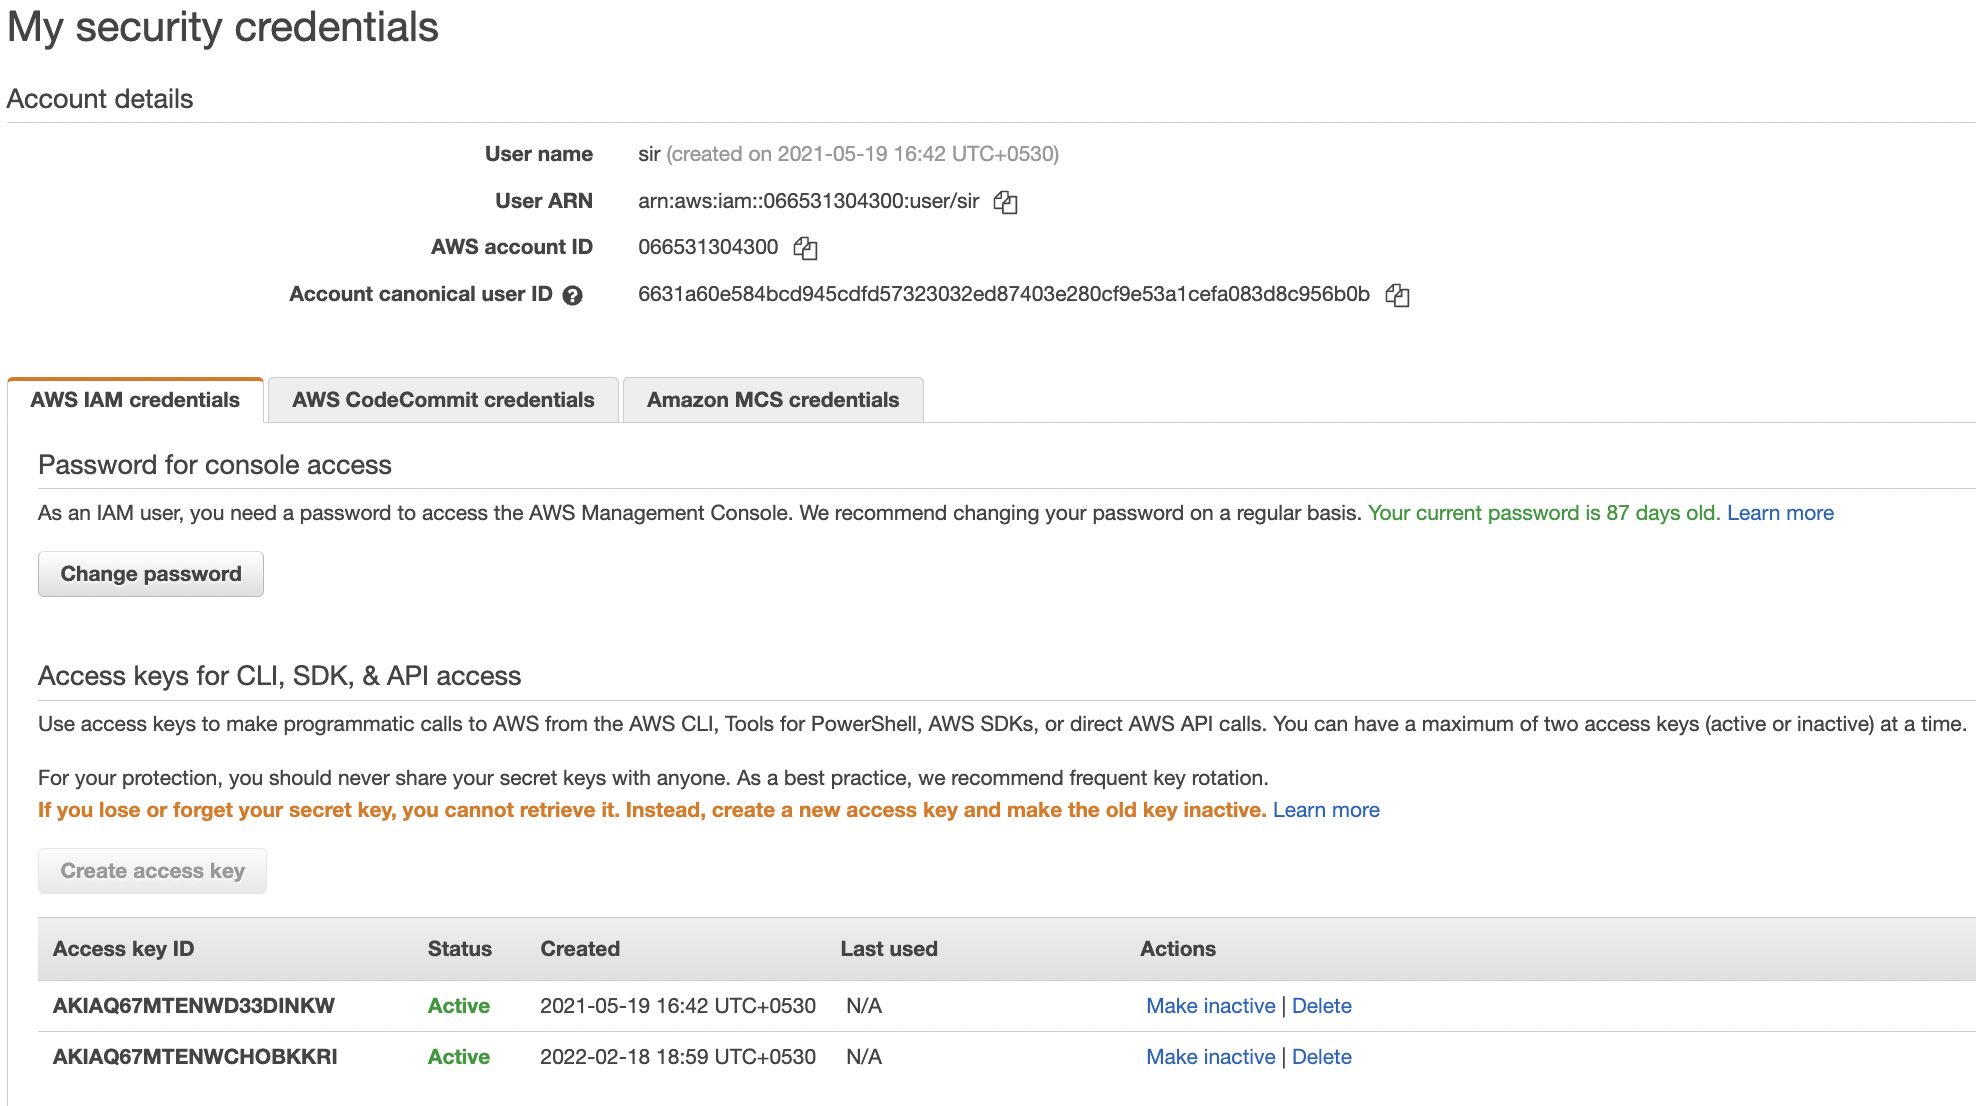 My security credentials
Account details
User name sir (created on 2021-05-19 16:42 UTC+0530)
User ARN arn:aws:iam::066531304300:user/sir
AWS account ID 066531304300
Account canonical user ID ? 6631a60e584bcd945cdfd57323032ed87403e280cf9e53a1cefa083d8c956b0b
AWS IAM credentials AWS CodeCommit credentials Amazon MCS credentials
Password for console access
As an IAM user, you need a password to access the AWS Management Console. We recommend changing your password on a regular basis. Your current password is 87 days old. Learn more
Change password
Access keys for CLI, SDK, & API access
Use access keys to make programmatic calls to AWS from the AWS CLI, Tools for PowerShell, AWS SDKs, or direct AWS API calls. You can have a maximum of two access keys (active or inactive) at a time.
For your protection, you should never share your secret keys with anyone. As a best practice, we recommend frequent key rotation.
If you lose or forget your secret key, you cannot retrieve it. Instead, create a new access key and make the old key inactive. Learn more
Create access key
Access key ID Status Created Last used Actions
AKIAQ67MTENWD33DINKW Active 2021-05-19 16:42 UTC+0530 N/A Make inactive | Delete
AKIAQ67MTENWCHOBKKRI Active 2022-02-18 18:59 UTC+0530 N/A Make inactive | Delete